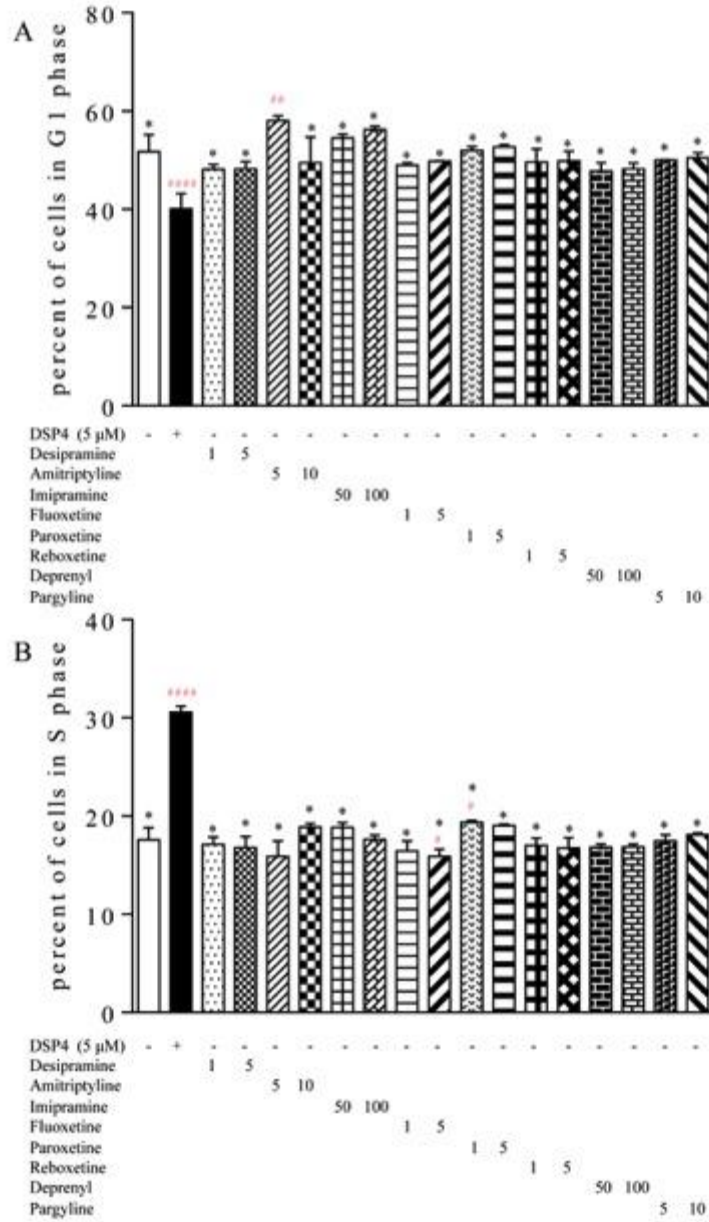 A
percent of cells in G1 phase
80
60
40
20
0
*
####
*
*
##
*
*
*
*
*
*
*
*
*
*
*
*
*
DSP4 (5 μM) - + - - - - - - - - - - - - - - - -
Desipramine 1 5
Amitriptyline 5 10
Imipramine 50 100
Fluoxetine 1 5
Paroxetine 1 5
Reboxetine 1 5
Deprenyl 50 100
Pargyline 5 10
B
percent of cells in S phase
40
30
20
10
0
*
####
*
*
*
*
*
*
*
*
#
*
#
*
*
*
*
*
*
*
DSP4 (5 μM) - + - - - - - - - - - - - - - - - -
Desipramine 1 5
Amitriptyline 5 10
Imipramine 50 100
Fluoxetine 1 5
Paroxetine 1 5
Reboxetine 1 5
Deprenyl 50 100
Pargyline 5 10